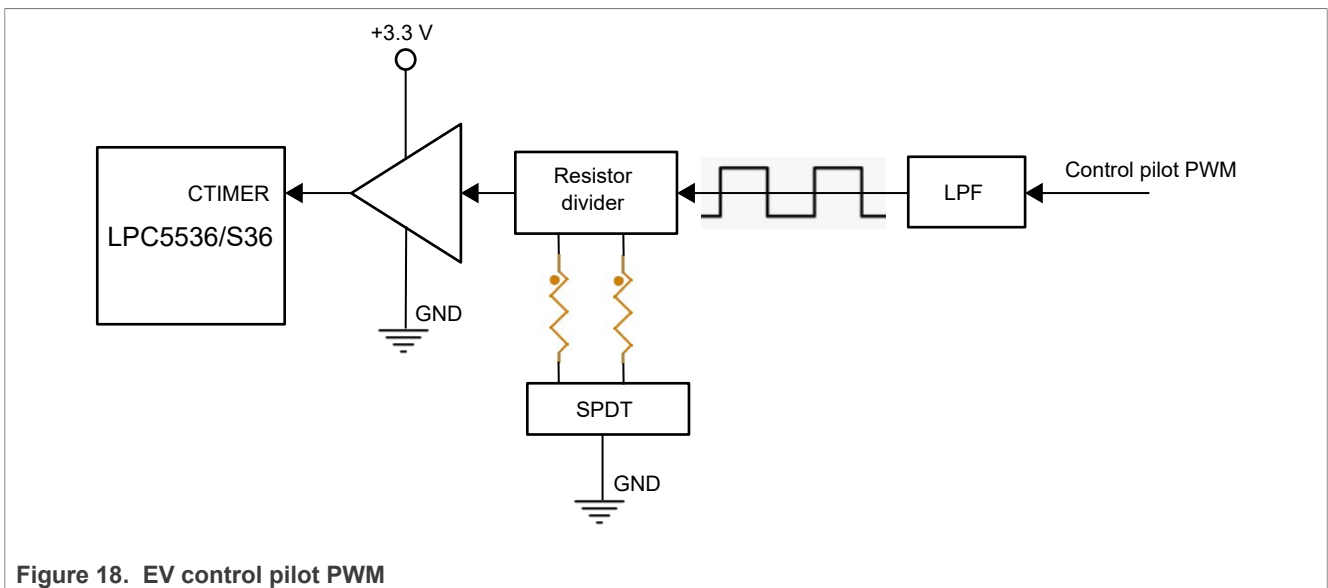 +3.3 V
CTIMER
LPC5536/S36
GND
Resistor
divider
LPF
Control pilot PWM
SPDT
GND
Figure 18. EV control pilot PWM